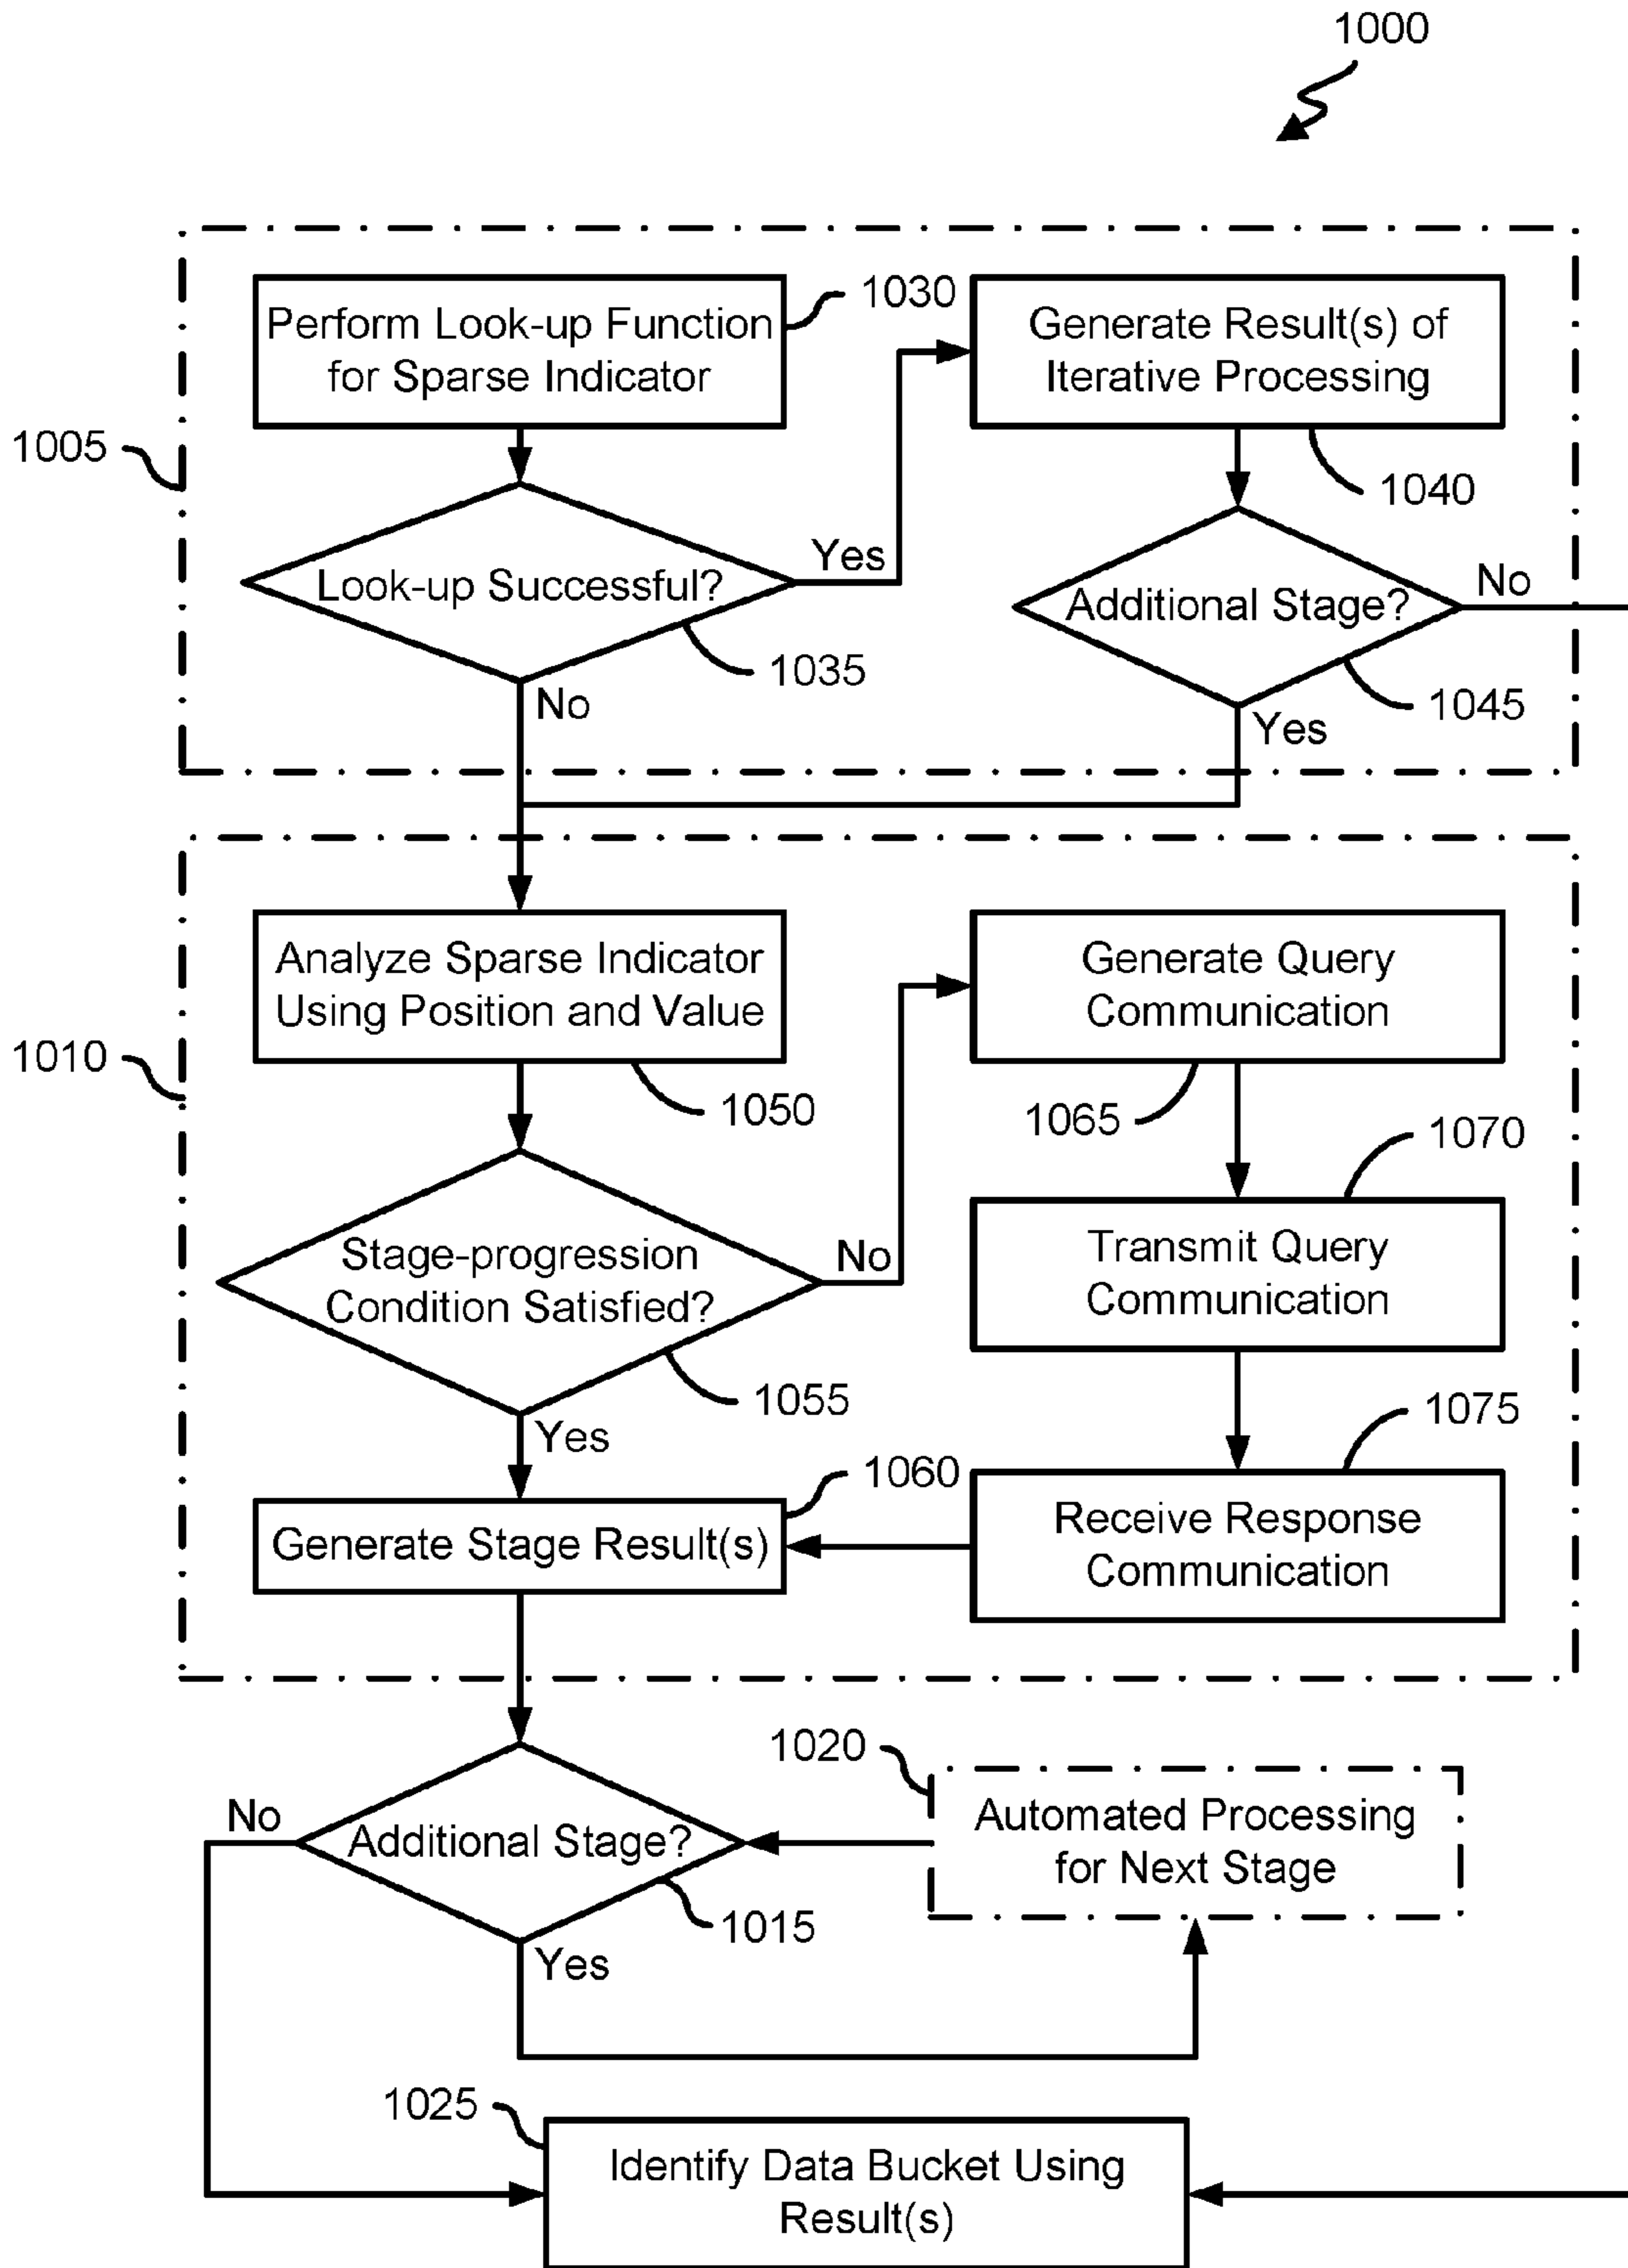 1000
Perform Look-up Function
for Sparse Indicator
1030
Generate Result(s) of
Iterative Processing
1040
1005
Look-up Successful?
Yes
1035
No
Additional Stage?
No
1045
Yes
Analyze Sparse Indicator
Using Position and Value
1050
Generate Query
Communication
1065
1010
1070
Transmit Query
Communication
Stage-progression
Condition Satisfied?
No
1055
Yes
1075
Receive Response
Communication
1060
Generate Stage Result(s)
1020
Automated Processing
for Next Stage
No
Additional Stage?
1015
Yes
1025
Identify Data Bucket Using
Result(s)